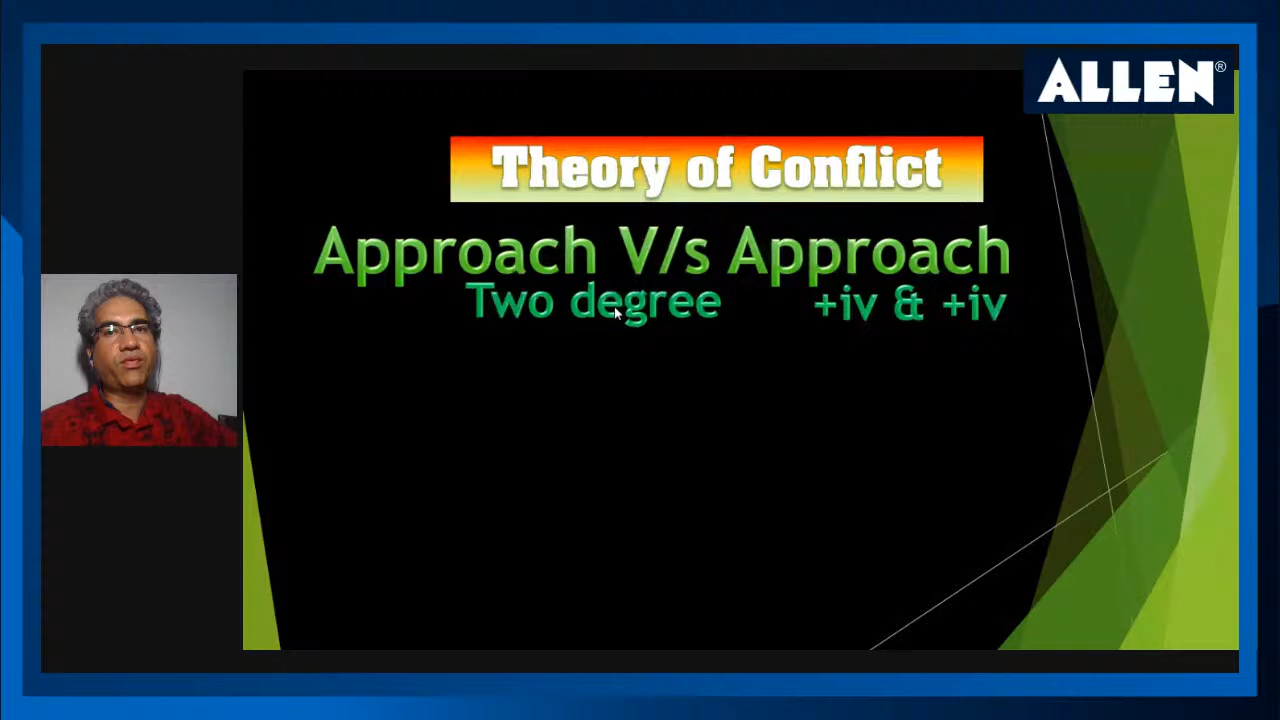 ALLEN®
Theory of Conflict
Approach V/s Approach
Two degree +iv & +iv